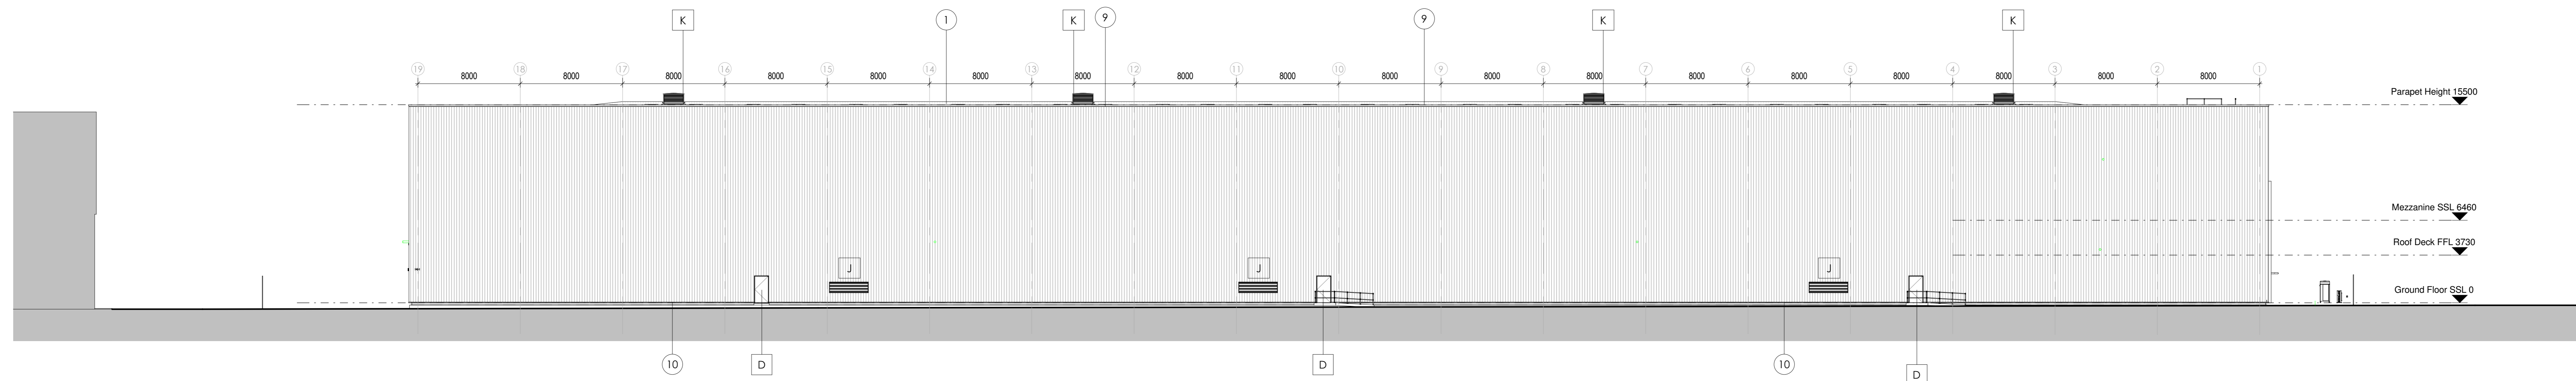 K 1 K 9 9 K K
19 18 17 16 15 14 13 12 11 10 9 8 7 6 5 4 3 2 1
8000 8000 8000 8000 8000 8000 8000 8000 8000 8000 8000 8000 8000 8000 8000 8000 8000 8000
Parapet Height 15500
Mezzanine SSL 6460
Roof Deck FFL 3730
J J J
Ground Floor SSL 0
10 D D 10 D